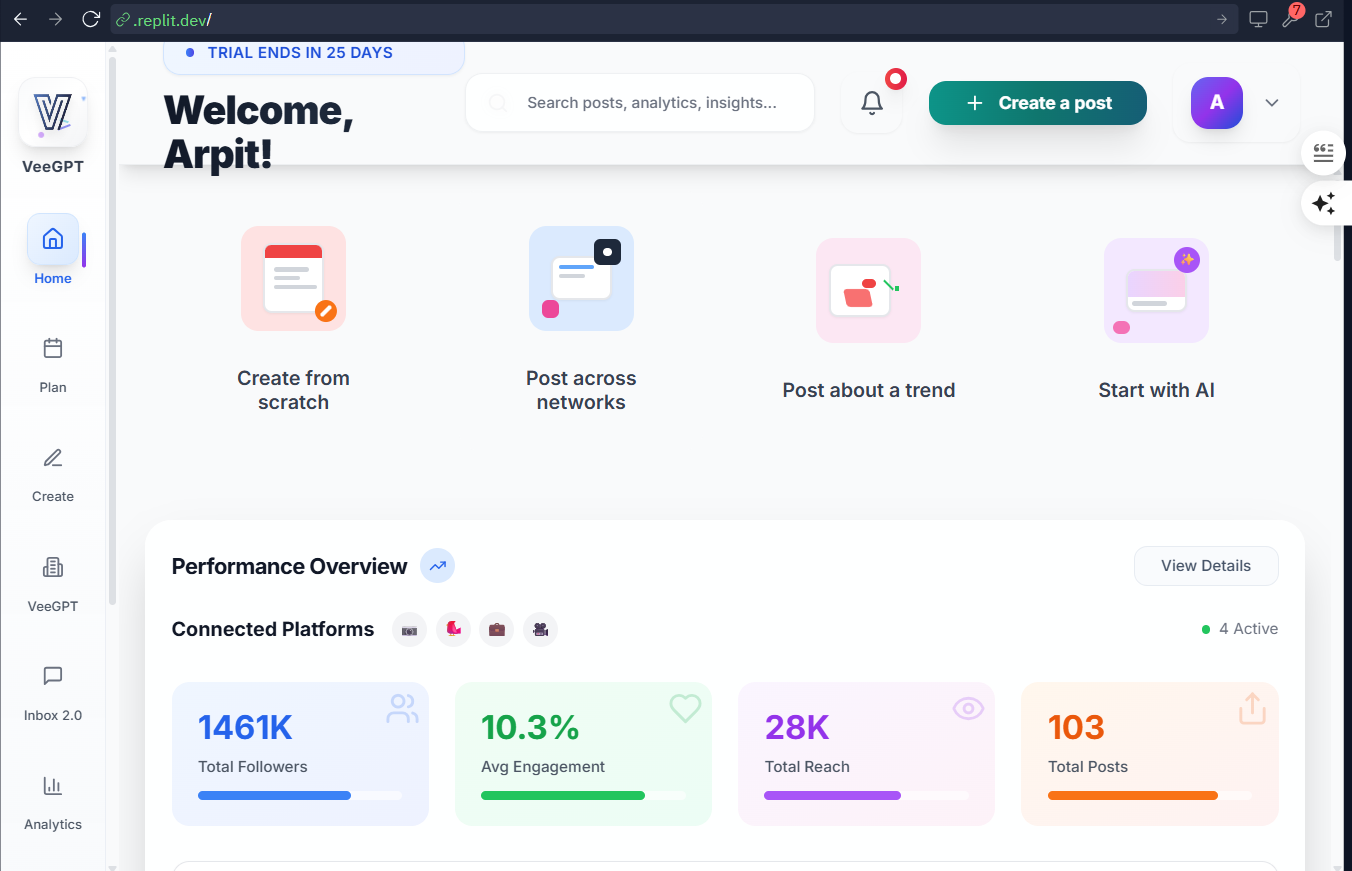 .replit.dev/
7
TRIAL ENDS IN 25 DAYS
Welcome,
Arpit!
Search posts, analytics, insights...
+ Create a post
A
VeeGPT
Home
Plan
Create
VeeGPT
Inbox 2.0
Analytics
Create from
scratch
Post across
networks
Post about a trend
Start with AI
Performance Overview
View Details
Connected Platforms
4 Active
1461K
Total Followers
10.3%
Avg Engagement
28K
Total Reach
103
Total Posts